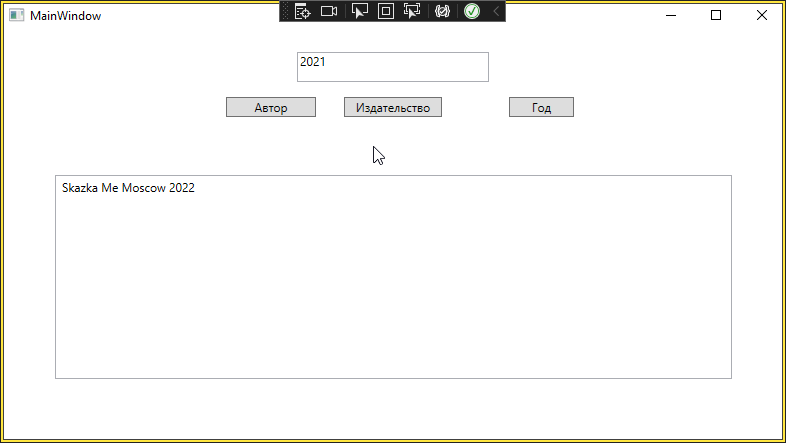 MainWindow
2021
Автор Издательство Год
Skazka Me Moscow 2022